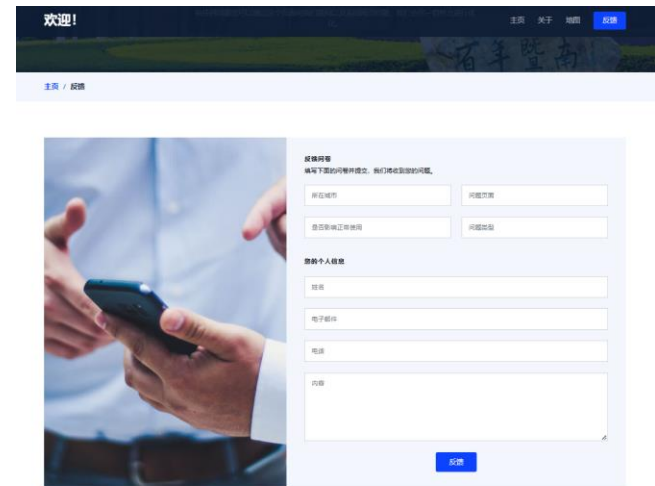 欢迎!
主页 关于 地图 反馈
百年暨南
主页 / 反馈
反馈问卷
填写下面的问卷并提交,我们将收到您的问题。
所在城市 问题页面
是否影响正常使用 问题类型
您的个人信息
姓名
电子邮件
电话
内容
反馈